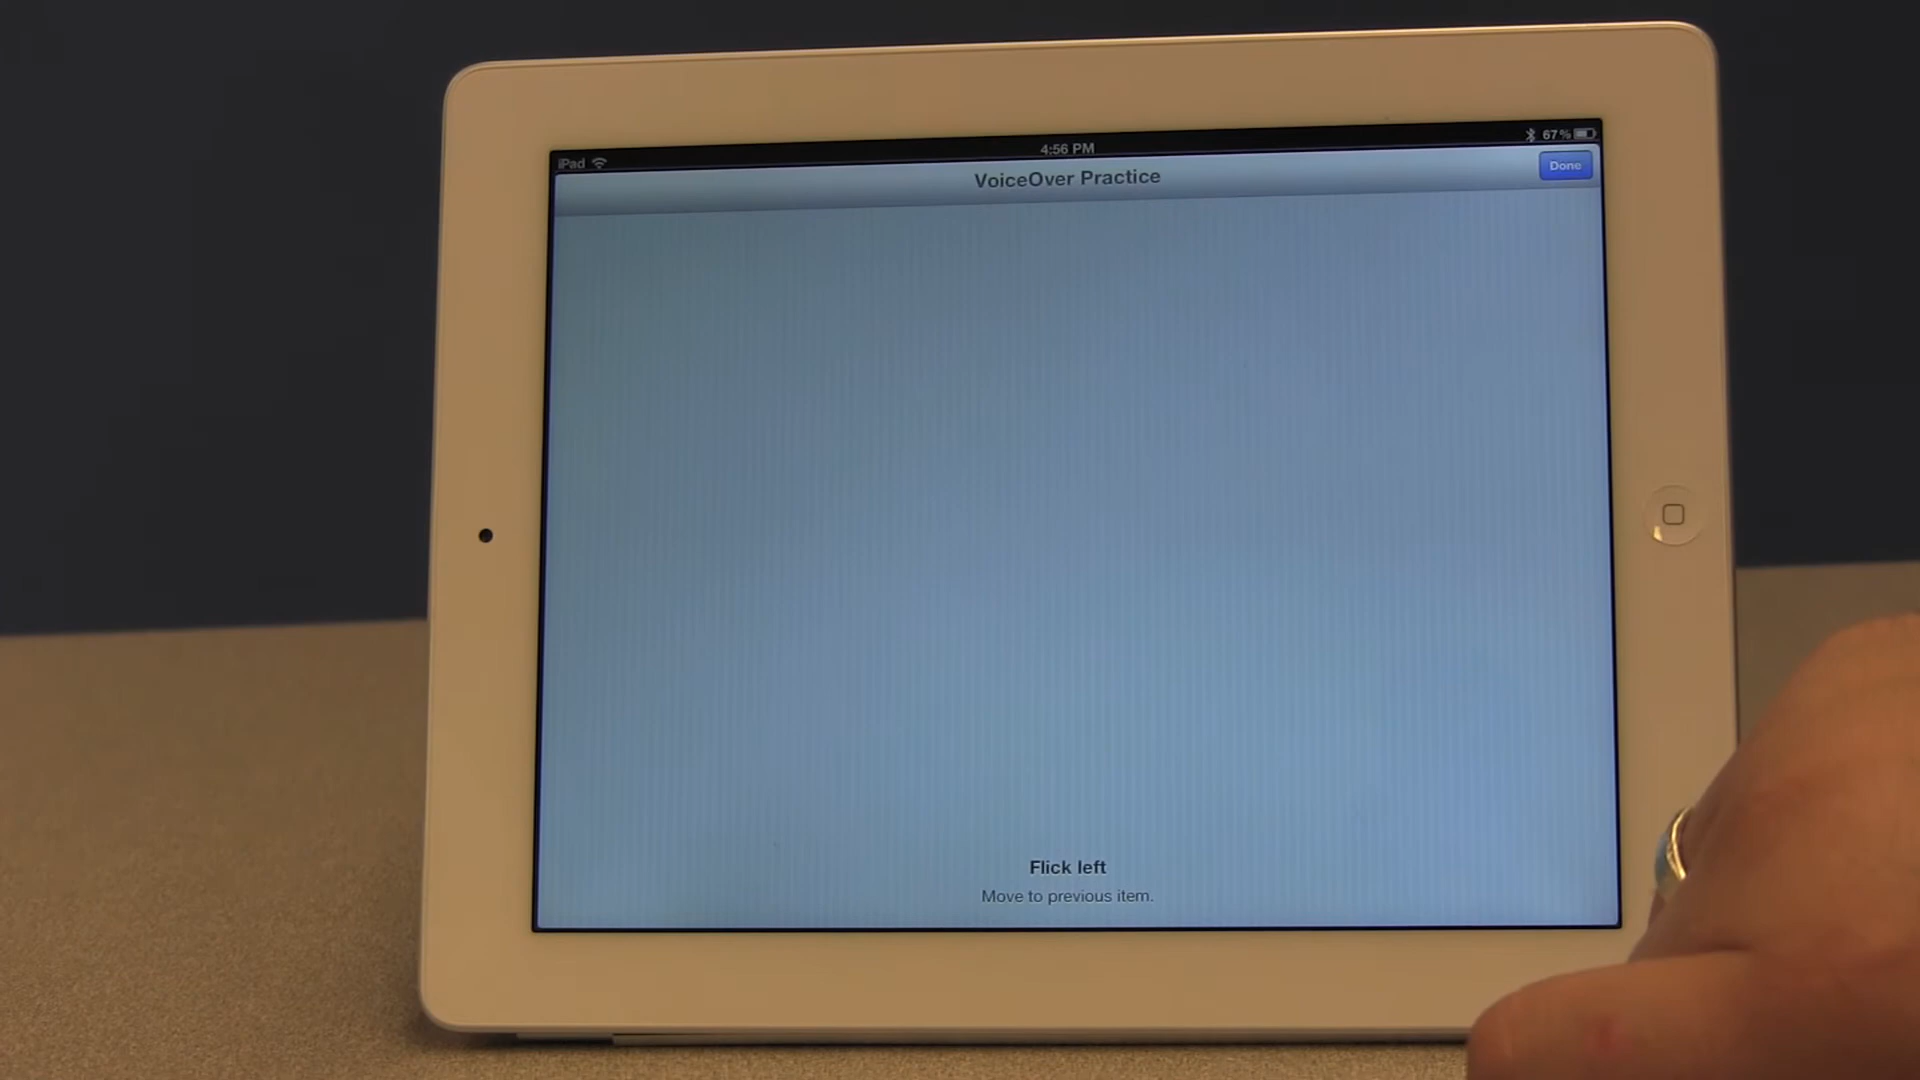 iPad
4:56 PM
67%
VoiceOver Practice
Done
Flick left
Move to previous item.